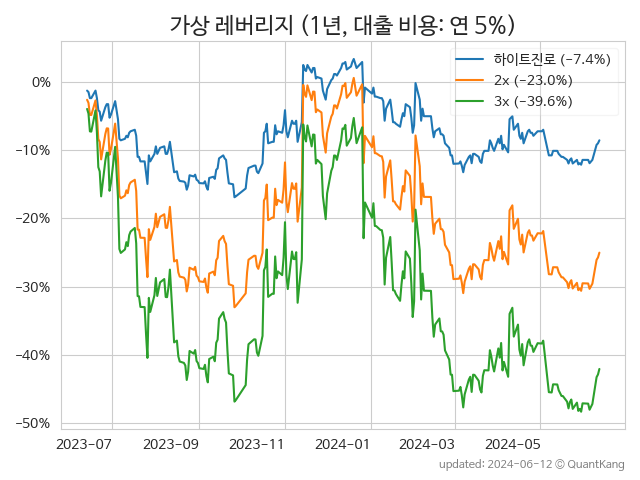 가상 레버리지 (1년, 대출 비용: 연 5%)
하이트진로 (−7.4%)
2x (−23.0%)
3x (−39.6%)
0%
−10%
−20%
−30%
−40%
−50%
2023-07 2023-09 2023-11 2024-01 2024-03 2024-05
updated: 2024-06-12 © QuantKang